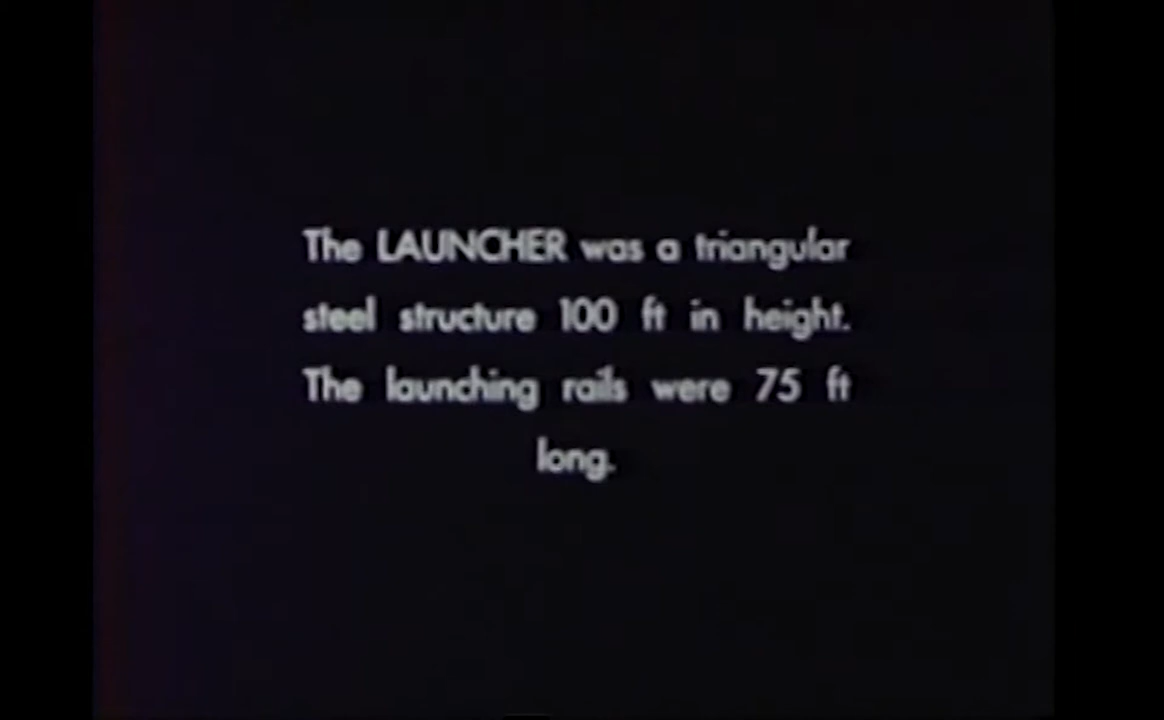 The LAUNCHER was a triangular
steel structure 100 ft in height.
The launching rails were 75 ft
long.